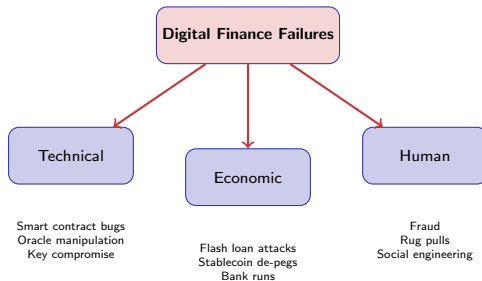 Digital Finance Failures
Technical
Economic
Human
Smart contract bugs
Oracle manipulation
Key compromise
Flash loan attacks
Stablecoin de-pegs
Bank runs
Fraud
Rug pulls
Social engineering